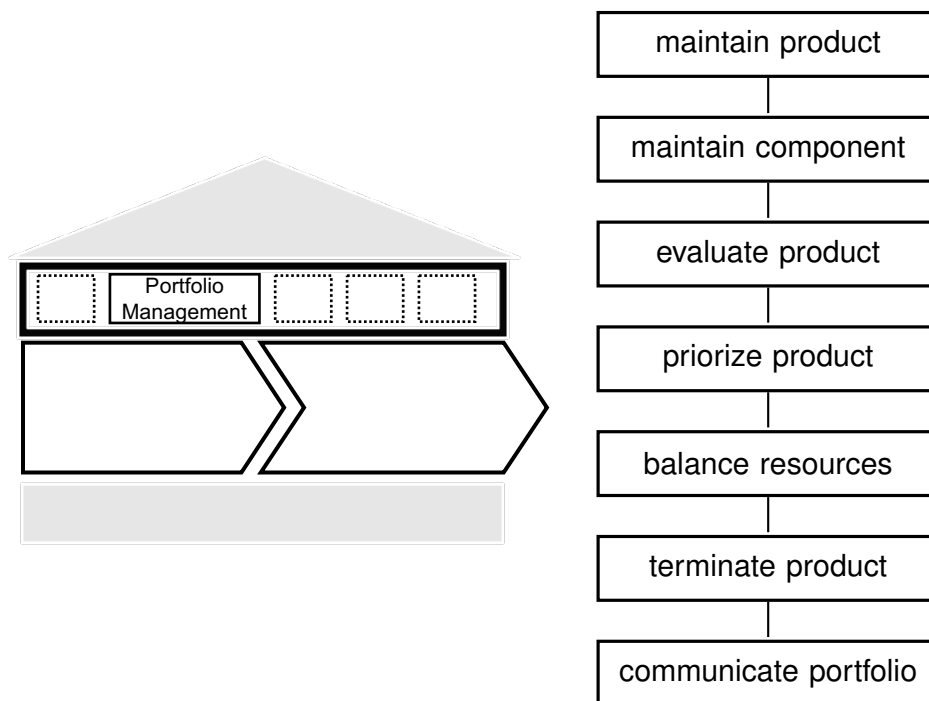 Portfolio
Management
maintain product
maintain component
evaluate product
priorize product
balance resources
terminate product
communicate portfolio